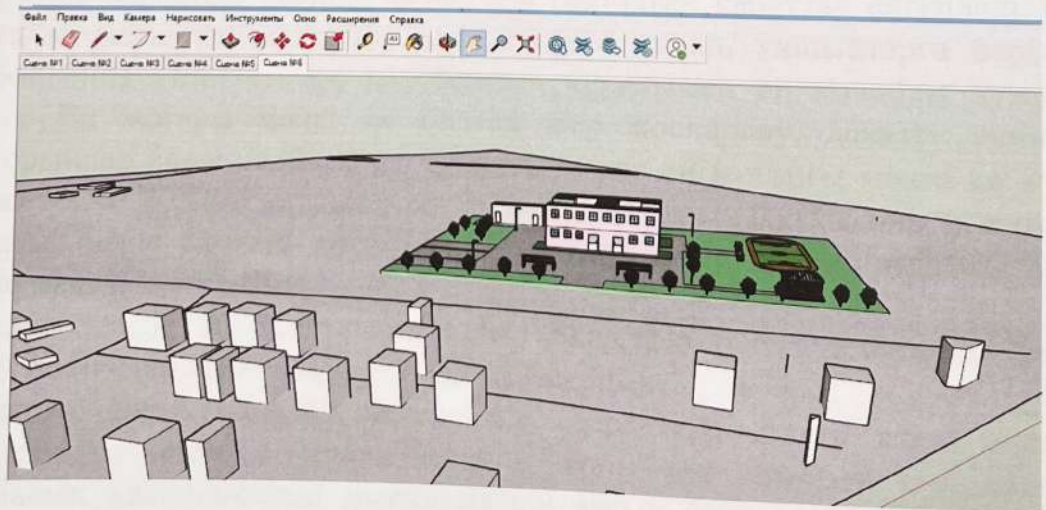 Файл Правка Вид Камера Нарисовать Инструменты Окно Расширения Справка
A1
Сцена №1 Сцена №2 Сцена №3 Сцена №4 Сцена №5 Сцена №6